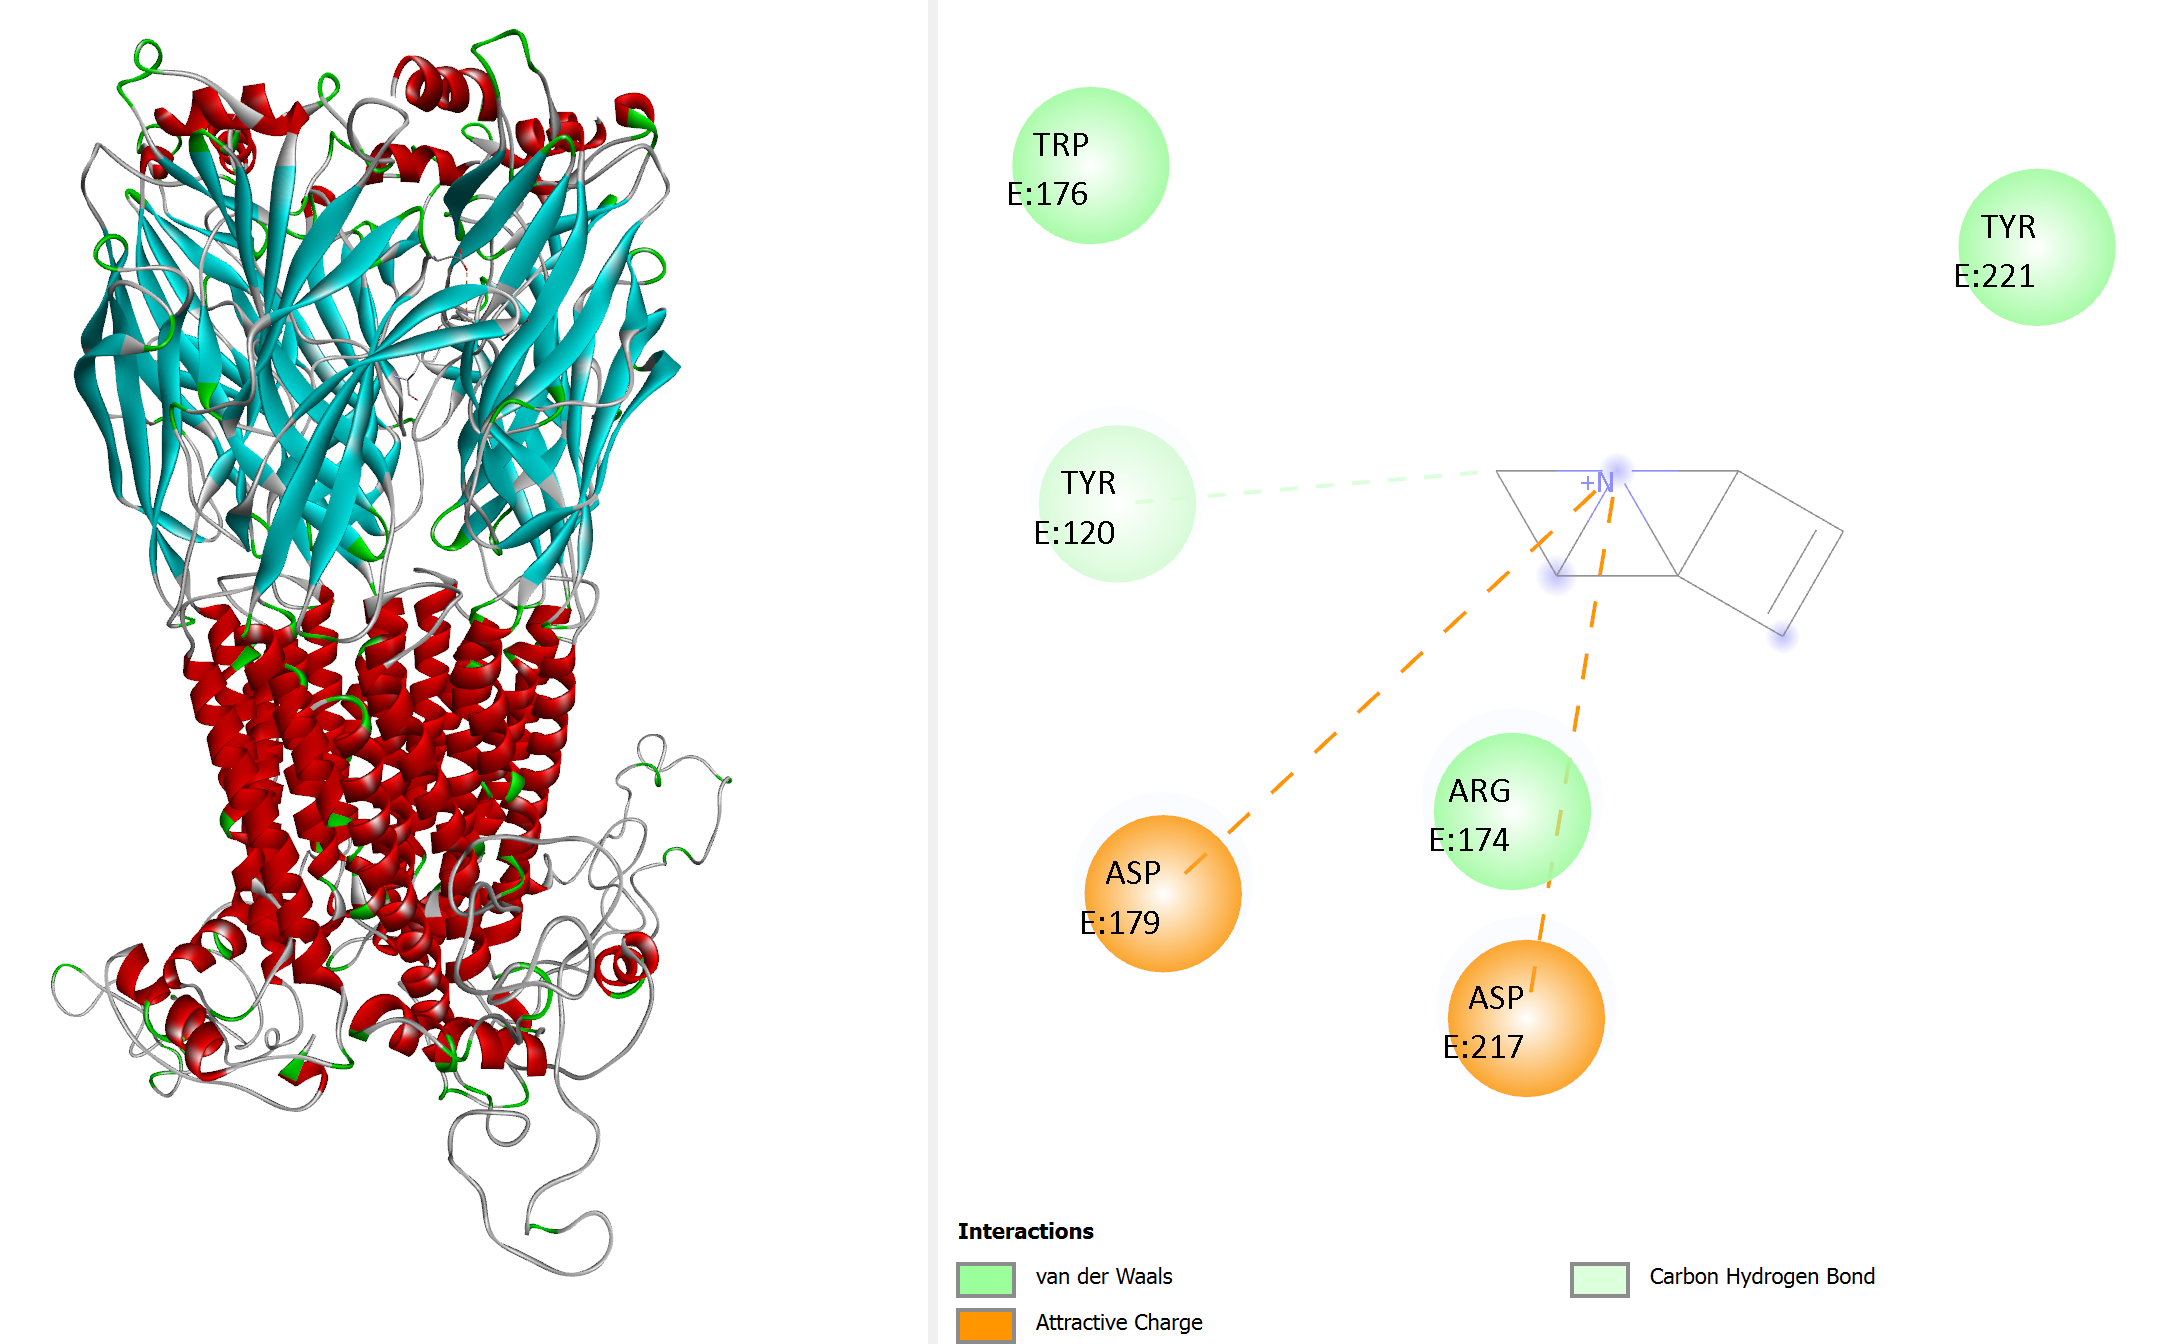 TRP
E:176
TYR
E:221
TYR
E:120
+N
ARG
E:174
ASP
E:179
ASP
E:217
Interactions
van der Waals
Attractive Charge
Carbon Hydrogen Bond